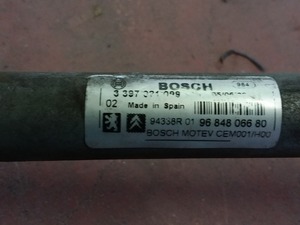 BOSCH
3 397 021 099
02 Made in Spain
94338R 01 96 848 066 80
BOSCH MOTEV CEM001/H00